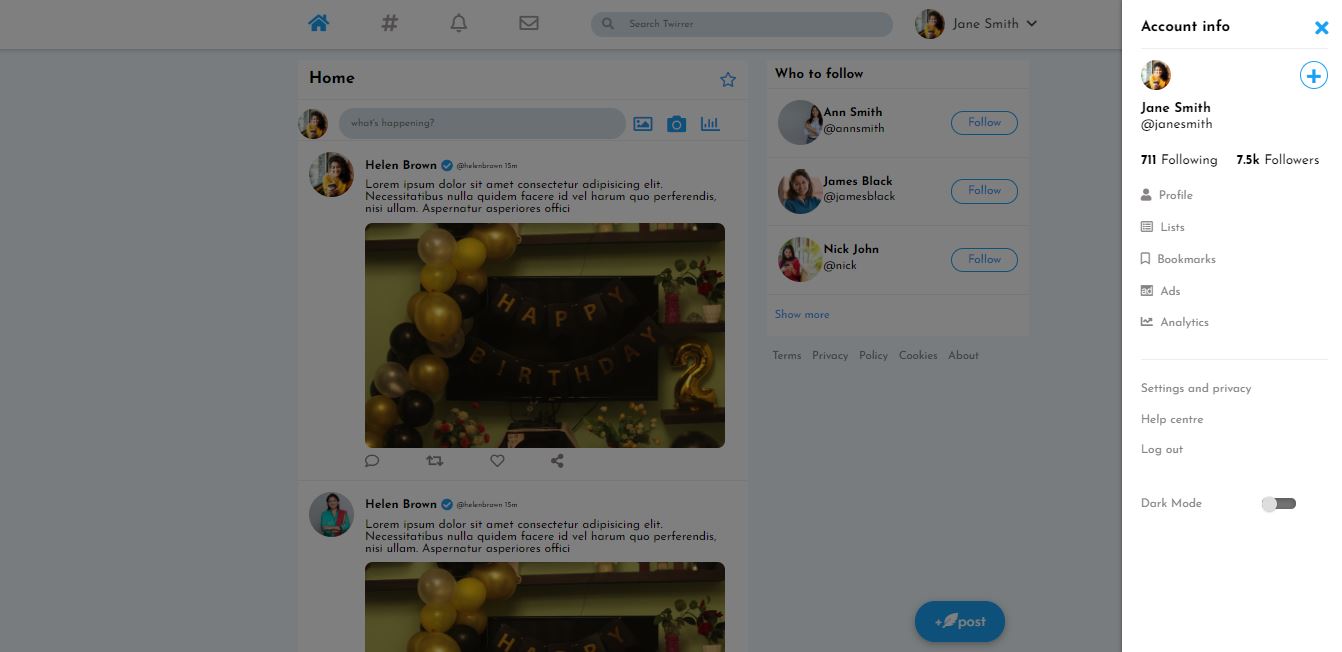 #
Search Twirrer
Jane Smith
Home
what's happening?
Helen Brown @helenbrown 15m
Lorem ipsum dolor sit amet consectetur adipisicing elit.
Necessitatibus nulla quidem facere id vel harum quo perferendis,
nisi ullam. Aspernatur asperiores offici
HAPPY
BIRTHDAY
2
Helen Brown @helenbrown 15m
Lorem ipsum dolor sit amet consectetur adipisicing elit.
Necessitatibus nulla quidem facere id vel harum quo perferendis,
nisi ullam. Aspernatur asperiores offici
HAPPY
Who to follow
Ann Smith
@annsmith
Follow
James Black
@jamesblack
Follow
Nick John
@nick
Follow
Show more
Terms Privacy Policy Cookies About
+ post
Account info
Jane Smith
@janesmith
711 Following 7.5k Followers
Profile
Lists
Bookmarks
ad Ads
Analytics
Settings and privacy
Help centre
Log out
Dark Mode